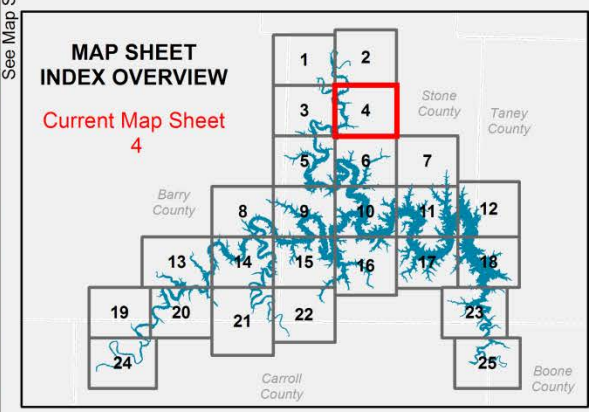 See Map S
MAP SHEET
INDEX OVERVIEW
Current Map Sheet
4
1
2
3
4
Stone
County
Taney
County
5
6
7
Barry
County
8
9
10
11
12
13
14
15
16
17
18
19
20
21
22
23
24
25
Carroll
County
Boone
County